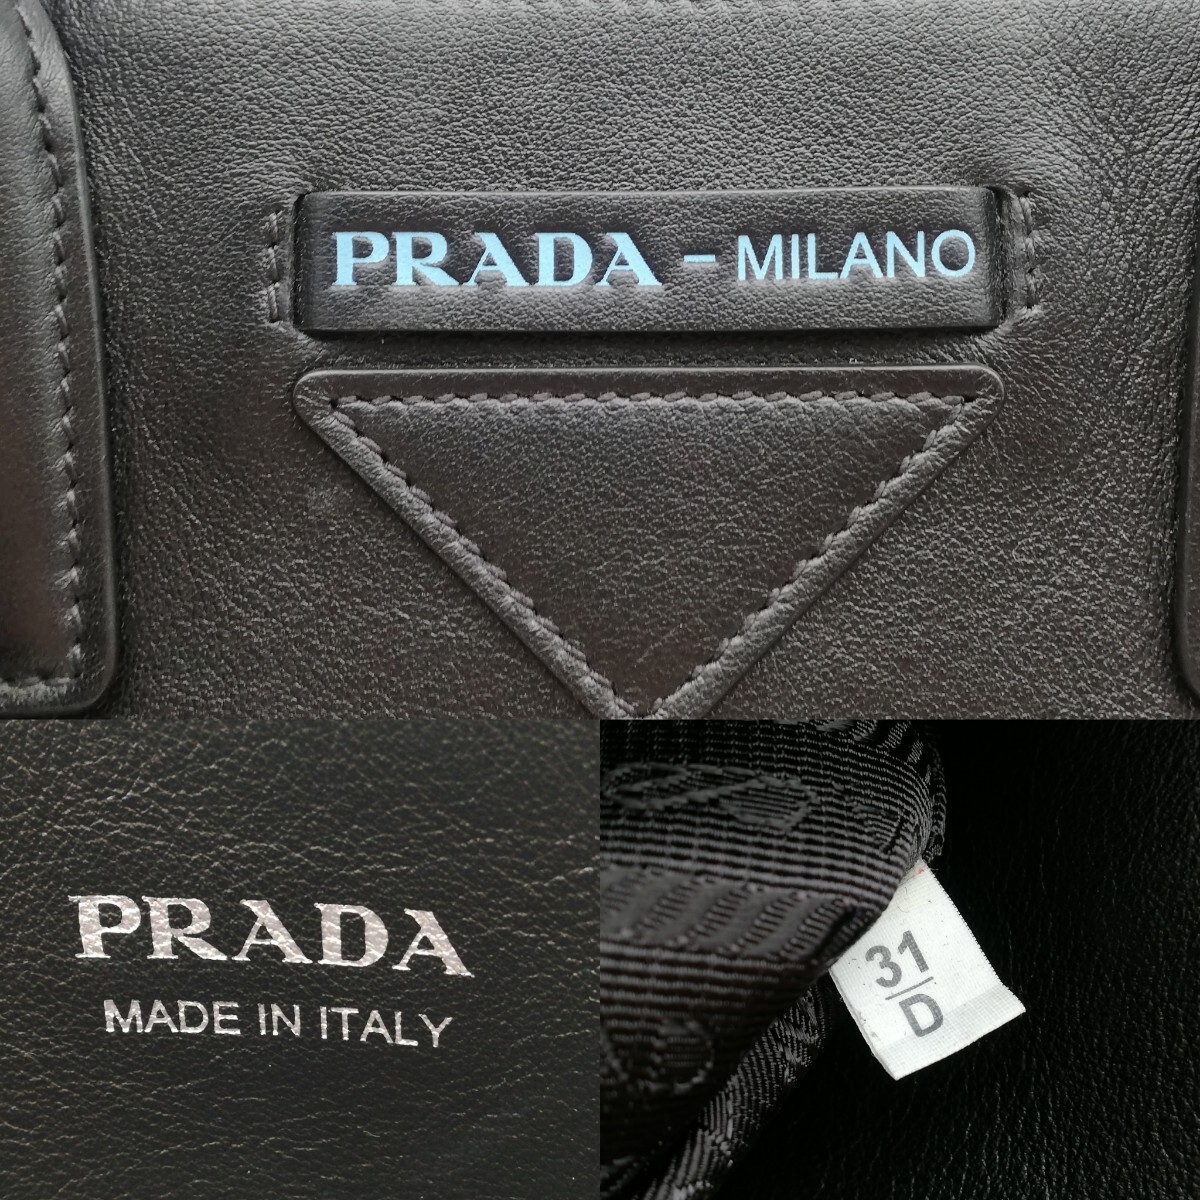 PRADA - MILANO
PRADA
MADE IN ITALY
31
D